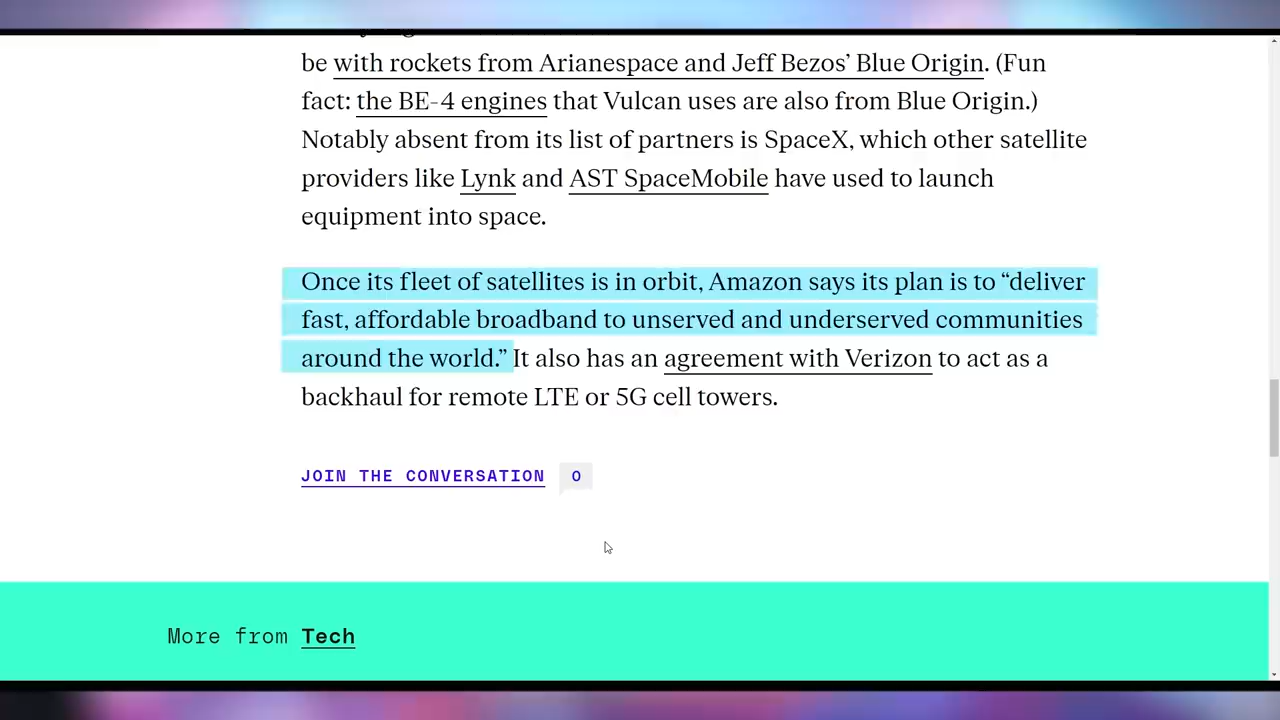 be with rockets from Arianespace and Jeff Bezos’ Blue Origin. (Fun
fact: the BE-4 engines that Vulcan uses are also from Blue Origin.)
Notably absent from its list of partners is SpaceX, which other satellite
providers like Lynk and AST SpaceMobile have used to launch
equipment into space.
Once its fleet of satellites is in orbit, Amazon says its plan is to “deliver
fast, affordable broadband to unserved and underserved communities
around the world.” It also has an agreement with Verizon to act as a
backhaul for remote LTE or 5G cell towers.
JOIN THE CONVERSATION 0
More from Tech